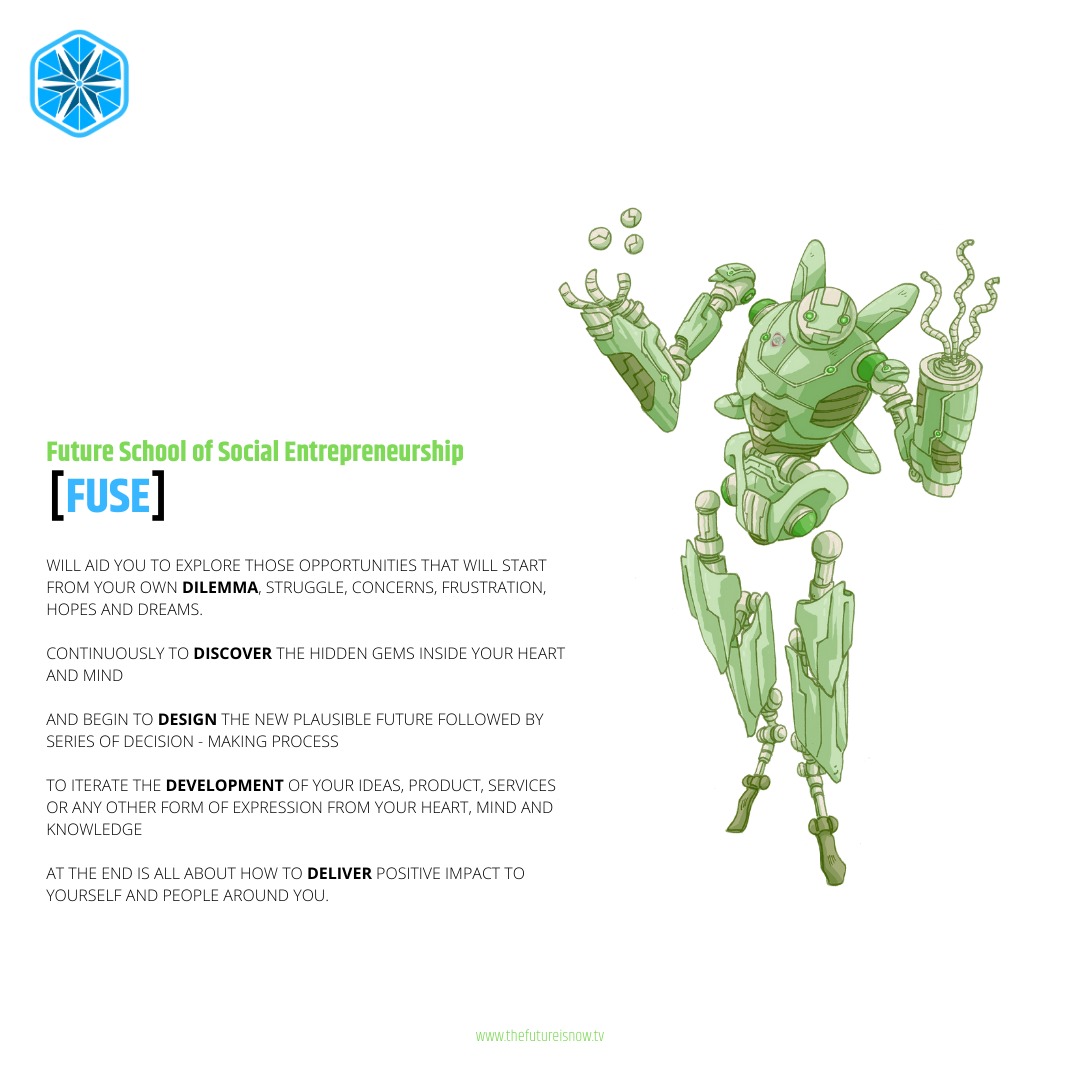 Future School of Social Entrepreneurship
[FUSE]
WILL AID YOU TO EXPLORE THOSE OPPORTUNITIES THAT WILL START
FROM YOUR OWN DILEMMA, STRUGGLE, CONCERNS, FRUSTRATION,
HOPES AND DREAMS.
CONTINUOUSLY TO DISCOVER THE HIDDEN GEMS INSIDE YOUR HEART
AND MIND
AND BEGIN TO DESIGN THE NEW PLAUSIBLE FUTURE FOLLOWED BY
SERIES OF DECISION - MAKING PROCESS
TO ITERATE THE DEVELOPMENT OF YOUR IDEAS, PRODUCT, SERVICES
OR ANY OTHER FORM OF EXPRESSION FROM YOUR HEART, MIND AND
KNOWLEDGE
AT THE END IS ALL ABOUT HOW TO DELIVER POSITIVE IMPACT TO
YOURSELF AND PEOPLE AROUND YOU.
www.thefutureisnow.tv